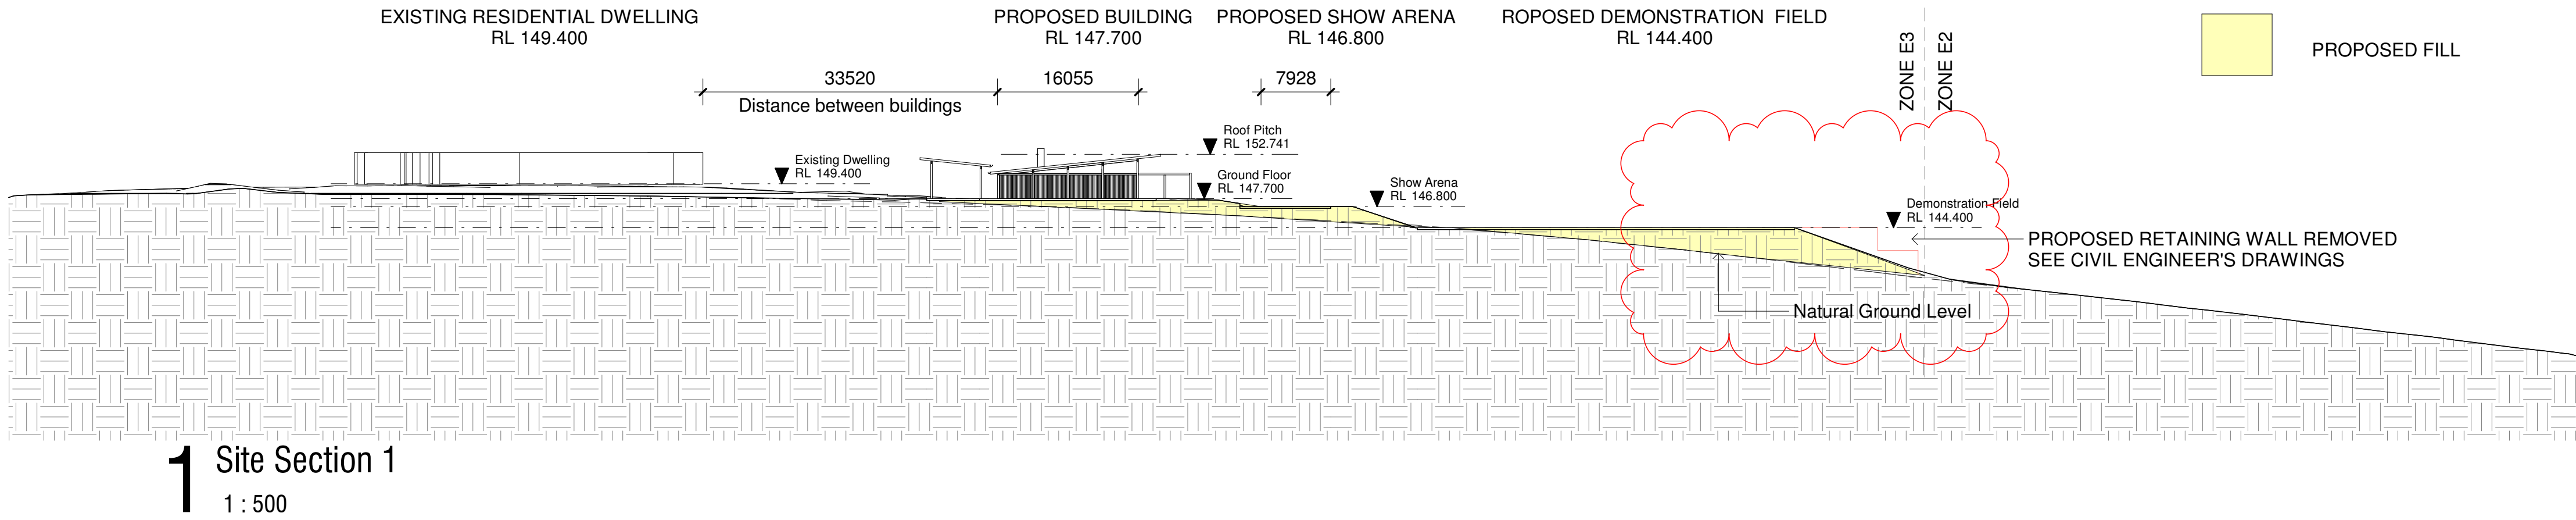 EXISTING RESIDENTIAL DWELLING
RL 149.400
PROPOSED BUILDING
RL 147.700
PROPOSED SHOW ARENA
RL 146.800
ROPOSED DEMONSTRATION FIELD
RL 144.400
ZONE E3
ZONE E2
PROPOSED FILL
33520
Distance between buildings
16055
7928
Existing Dwelling
RL 149.400
Roof Pitch
RL 152.741
Ground Floor
RL 147.700
Show Arena
RL 146.800
Demonstration Field
RL 144.400
PROPOSED RETAINING WALL REMOVED
SEE CIVIL ENGINEER'S DRAWINGS
Natural Ground Level
1
Site Section 1
1 : 500